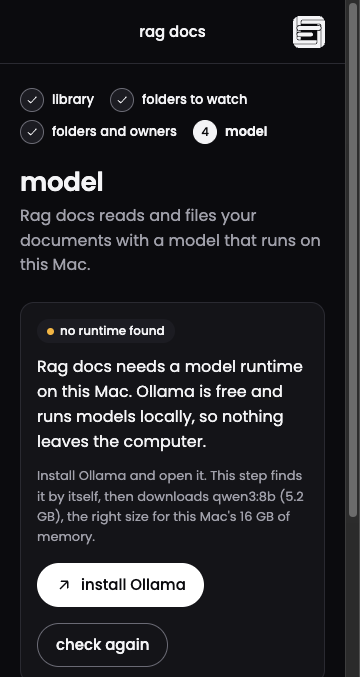 rag docs
library
folders to watch
folders and owners
4 model
model
Rag docs reads and files your
documents with a model that runs on
this Mac.
no runtime found
Rag docs needs a model runtime
on this Mac. Ollama is free and
runs models locally, so nothing
leaves the computer.
Install Ollama and open it. This step finds
it by itself, then downloads qwen3:8b (5.2
GB), the right size for this Mac's 16 GB of
memory.
install Ollama
check again